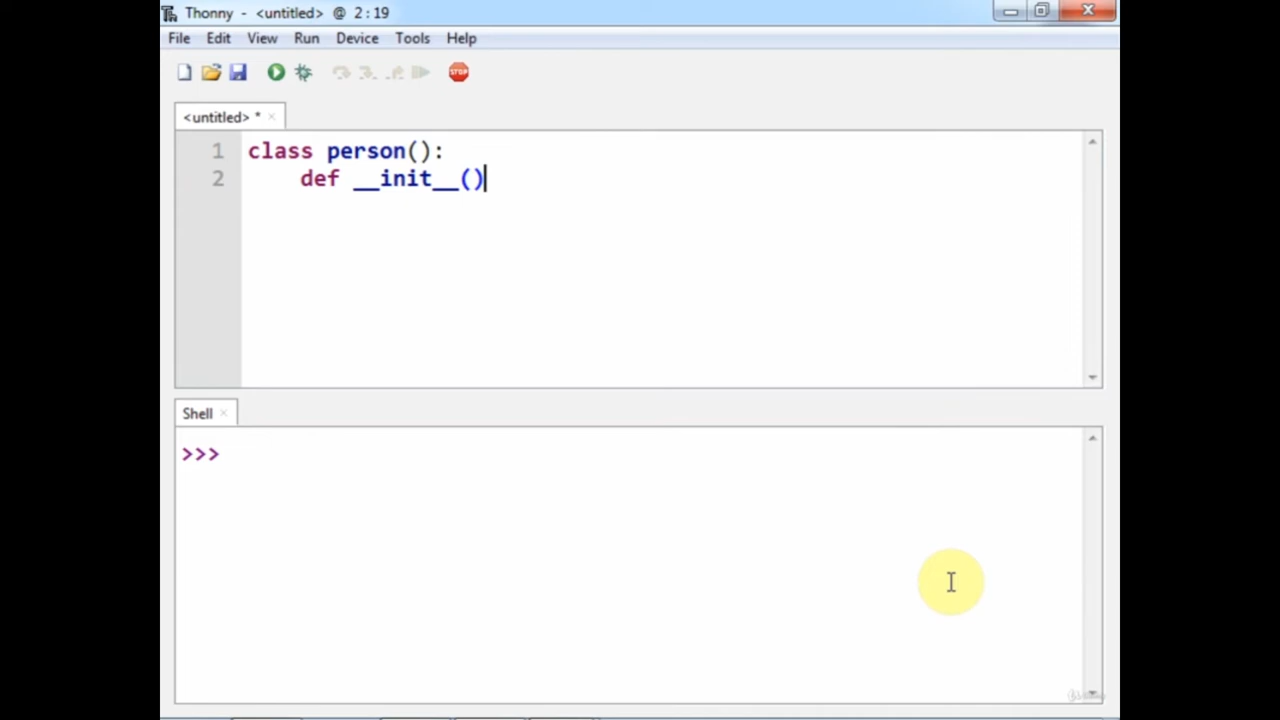 Thonny - <untitled> @ 2:19
File Edit View Run Device Tools Help
STOP
<untitled> *
1 class person():
2     def __init__()
Shell
>>>